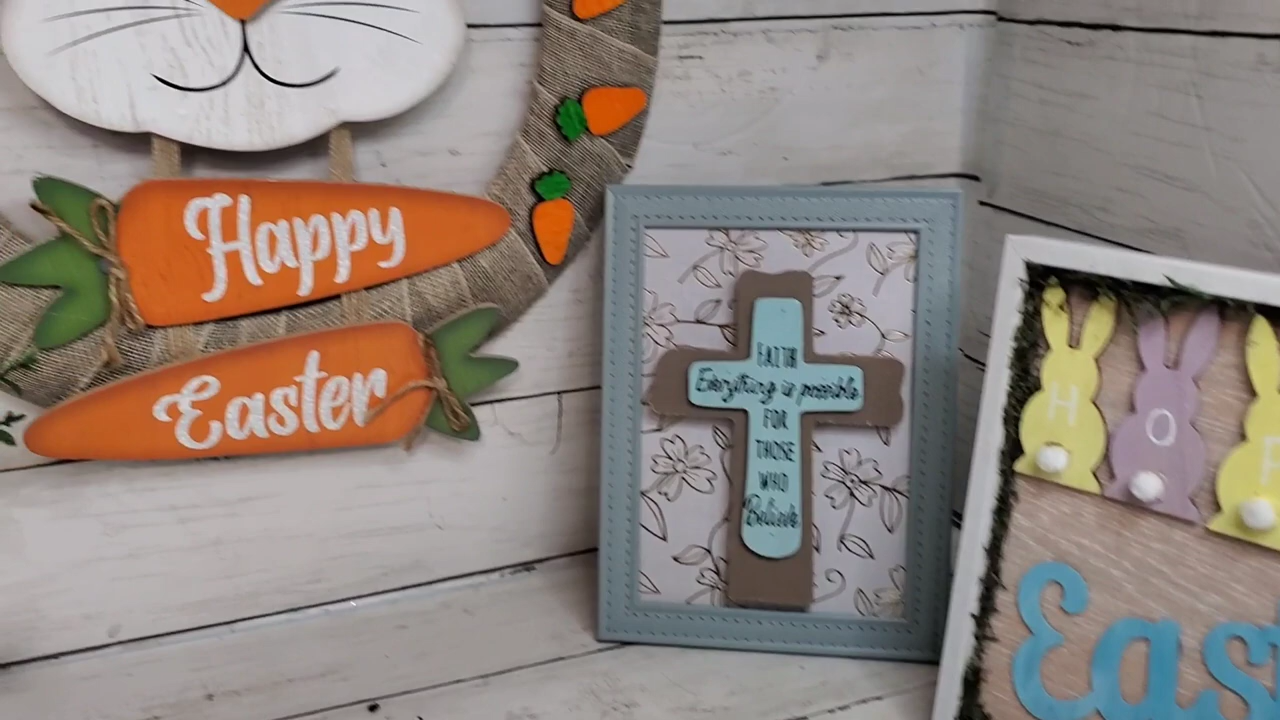 Happy
Easter
FAITH
Everything is possible
FOR
THOSE
WHO
Believe
H O P
Eas